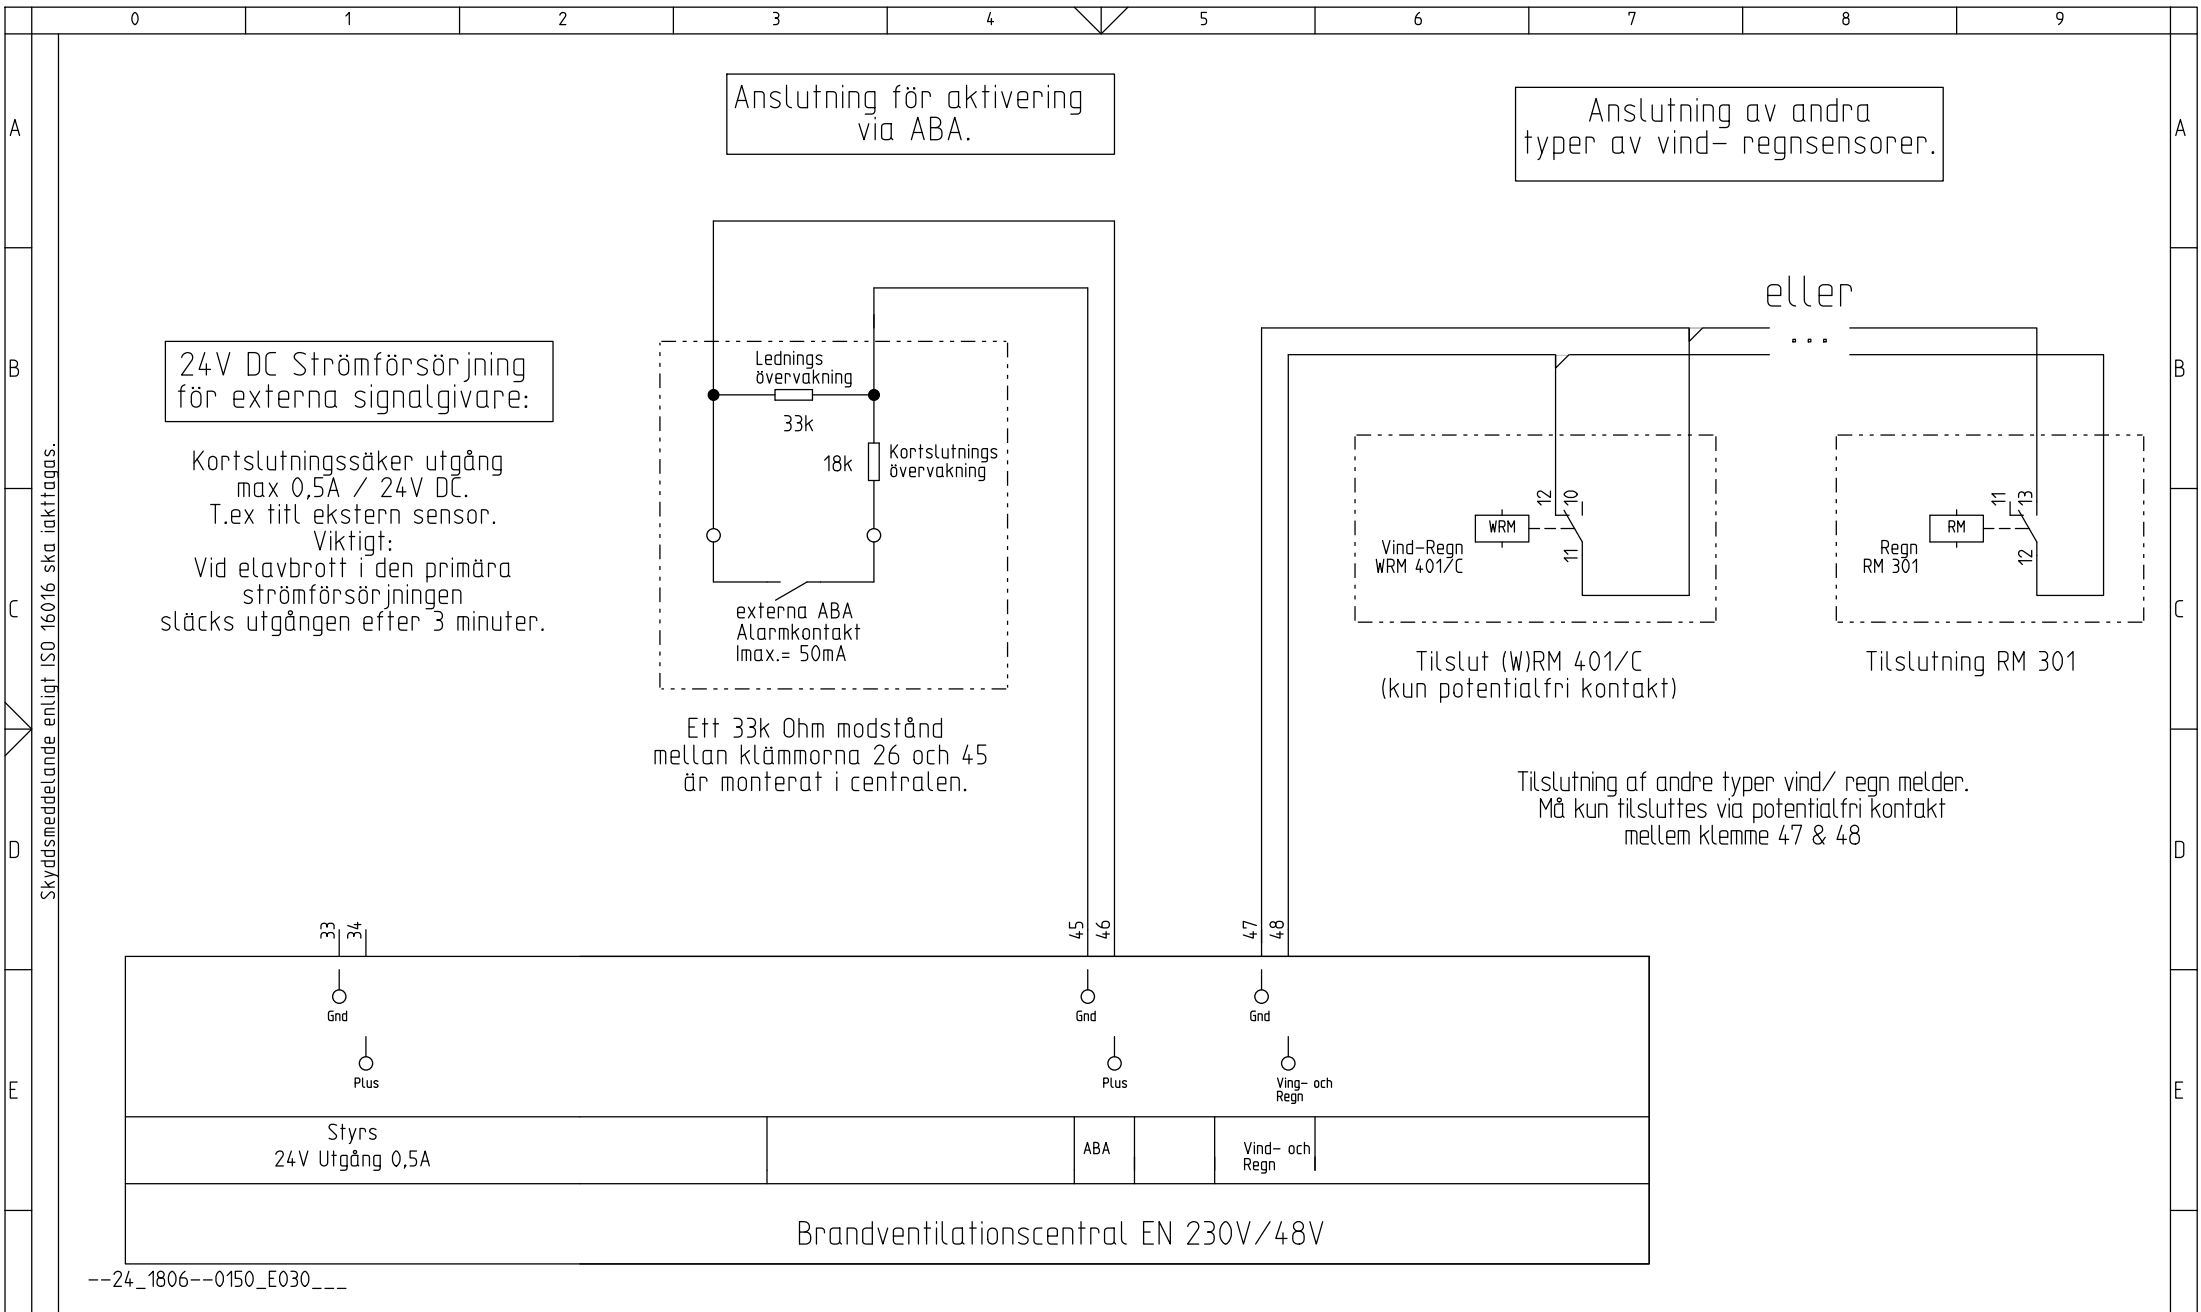 0 1 2 3 4 5 6 7 8 9
A
A
B
B
C
C
D
D
E
E
Skyddsmeddelande enligt ISO 16016 ska iakttagas.
Anslutning för aktivering
via ABA.
Anslutning av andra
typer av vind- regnsensorer.
24V DC Strömförsörjning
för externa signalgivare:
Kortslutningssäker utgång
max 0,5A / 24V DC.
T.ex titl ekstern sensor.
Viktigt:
Vid elavbrott i den primära
strömförsörjningen
släcks utgången efter 3 minuter.
Lednings
övervakning
33k
18k
Kortslutnings
övervakning
externa ABA
Alarmkontakt
Imax.= 50mA
Ett 33k Ohm modstånd
mellan klämmorna 26 och 45
är monterat i centralen.
eller
...
12
10
11
WRM
Vind-Regn
WRM 401/C
Tilslut (W)RM 401/C
(kun potentialfri kontakt)
11
13
12
RM
Regn
RM 301
Tilslutning RM 301
Tilslutning af andre typer vind/ regn melder.
Må kun tilsluttes via potentialfri kontakt
mellem klemme 47 & 48
33
34
45
46
47
48
Gnd
Gnd
Gnd
Plus
Plus
Ving- och
Regn
Styrs
24V Utgång 0,5A
ABA
Vind- och
Regn
Brandventilationscentral EN 230V/48V
--24_1806--0150_E030___